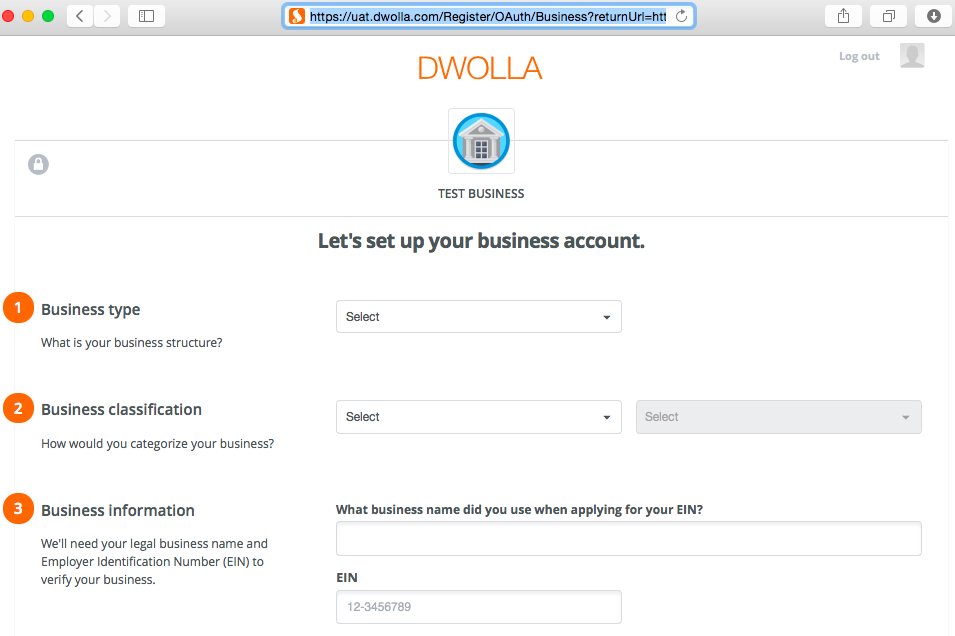 https://uat.dwolla.com/Register/OAuth/Business?returnUrl=htt
DWOLLA
Log out
TEST BUSINESS
Let's set up your business account.
1 Business type
Select
What is your business structure?
2 Business classification
Select
Select
How would you categorize your business?
3 Business information
What business name did you use when applying for your EIN?
We'll need your legal business name and
Employer Identification Number (EIN) to
verify your business.
EIN
12-3456789